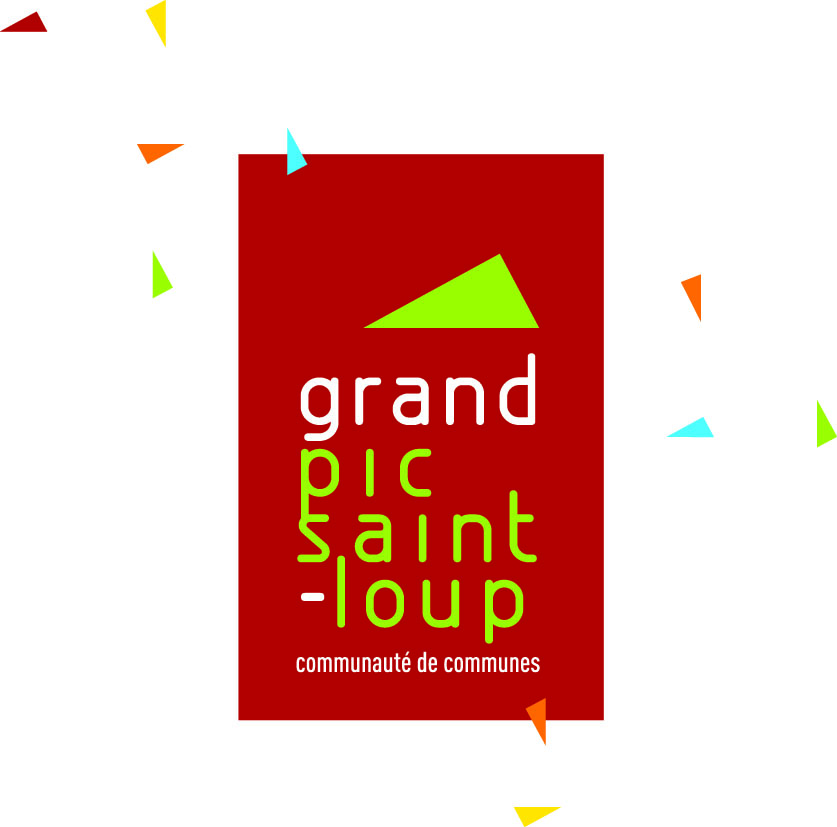 grand
pic
saint
-loup
communauté de communes